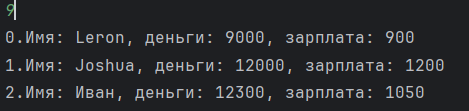 9
0.Имя: Leron, деньги: 9000, зарплата: 900
1.Имя: Joshua, деньги: 12000, зарплата: 1200
2.Имя: Иван, деньги: 12300, зарплата: 1050